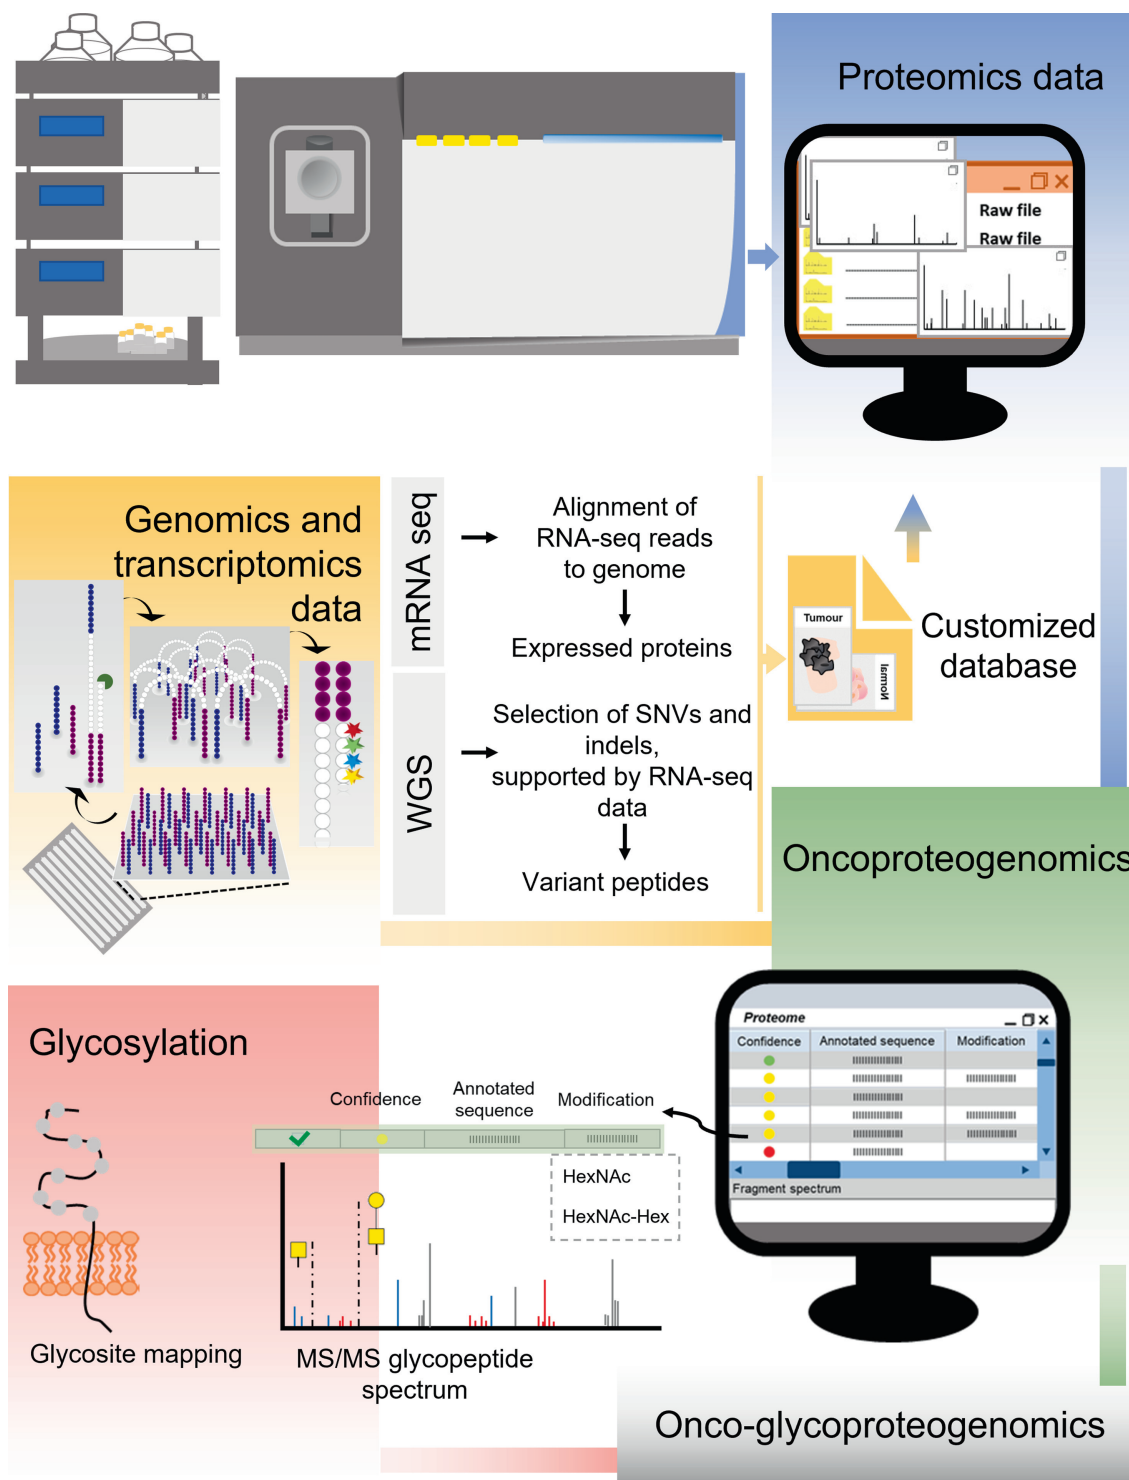 Proteomics data
Raw file
Raw file
Genomics and
transcriptomics
data
mRNA seq
Alignment of
RNA-seq reads
to genome
Expressed proteins
WGS
Selection of SNVs and
indels,
supported by RNA-seq
data
Variant peptides
Tumour
Normal
Customized
database
Oncoproteogenomics
Proteome
Confidence Annotated sequence Modification
Fragment spectrum
Glycosylation
Confidence
Annotated
sequence
Modification
HexNAc
HexNAc-Hex
Glycosite mapping
MS/MS glycopeptide
spectrum
Onco-glycoproteogenomics